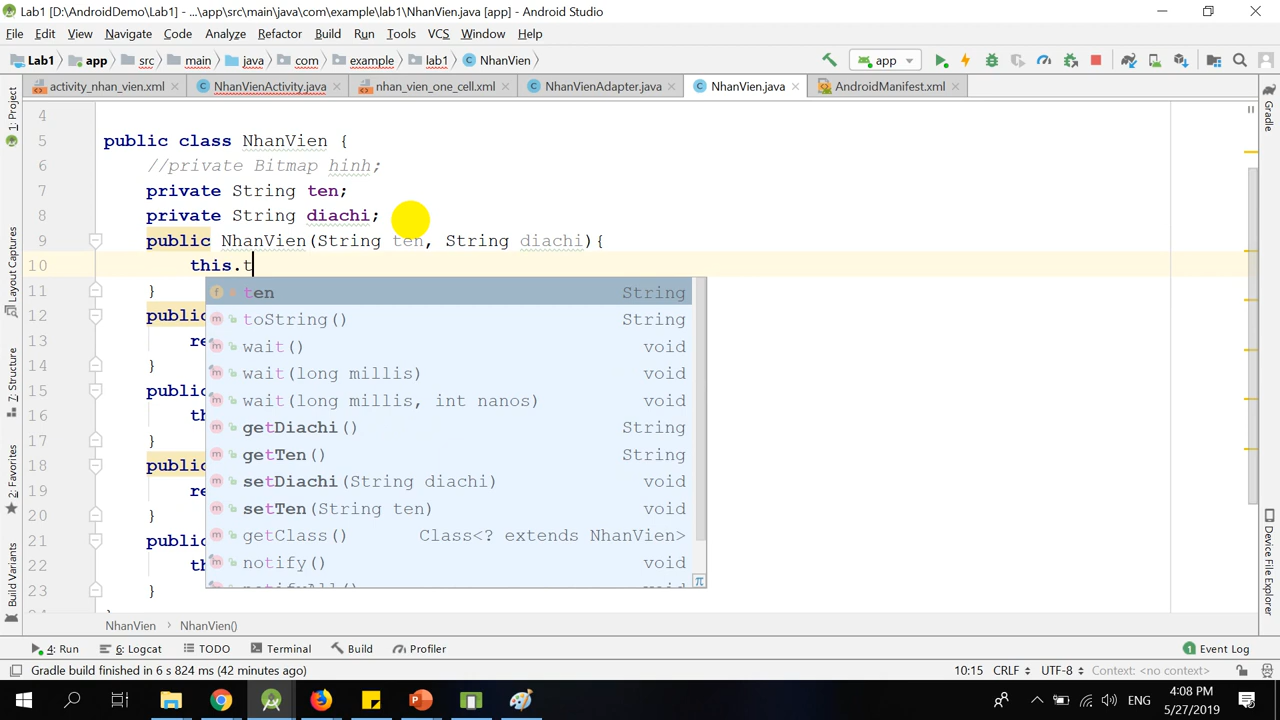 Lab1 [D:\AndroidDemo\Lab1] - ...\app\src\main\java\com\example\lab1\NhanVien.java [app] - Android Studio
File Edit View Navigate Code Analyze Refactor Build Run Tools VCS Window Help
Lab1 app src main java com example lab1 NhanVien app
activity_nhan_vien.xml NhanVienActivity.java nhan_vien_one_cell.xml NhanVienAdapter.java NhanVien.java AndroidManifest.xml
1: Project
Layout Captures
7: Structure
2: Favorites
Build Variants
Gradle
Device File Explorer
4
5 public class NhanVien {
6 //private Bitmap hinh;
7 private String ten;
8 private String diachi;
9 public NhanVien(String ten, String diachi){
10 this.t
ten String
11 }
toString() String
12 public
wait() void
13 re
wait(long millis) void
14 }
wait(long millis, int nanos) void
15 public
getDiachi() String
16 th
getTen() String
17 }
setDiachi(String diachi) void
18 public
setTen(String ten) void
19 re
getClass() Class<? extends NhanVien>
20 }
notify() void
21 public
notifyAll() void
22 th
23 }
24 }
NhanVien NhanVien()
4: Run 6: Logcat TODO Terminal Build Profiler 1 Event Log
Gradle build finished in 6 s 824 ms (42 minutes ago) 10:15 CRLF UTF-8 Context: <no context>
ENG 4:08 PM
5/27/2019